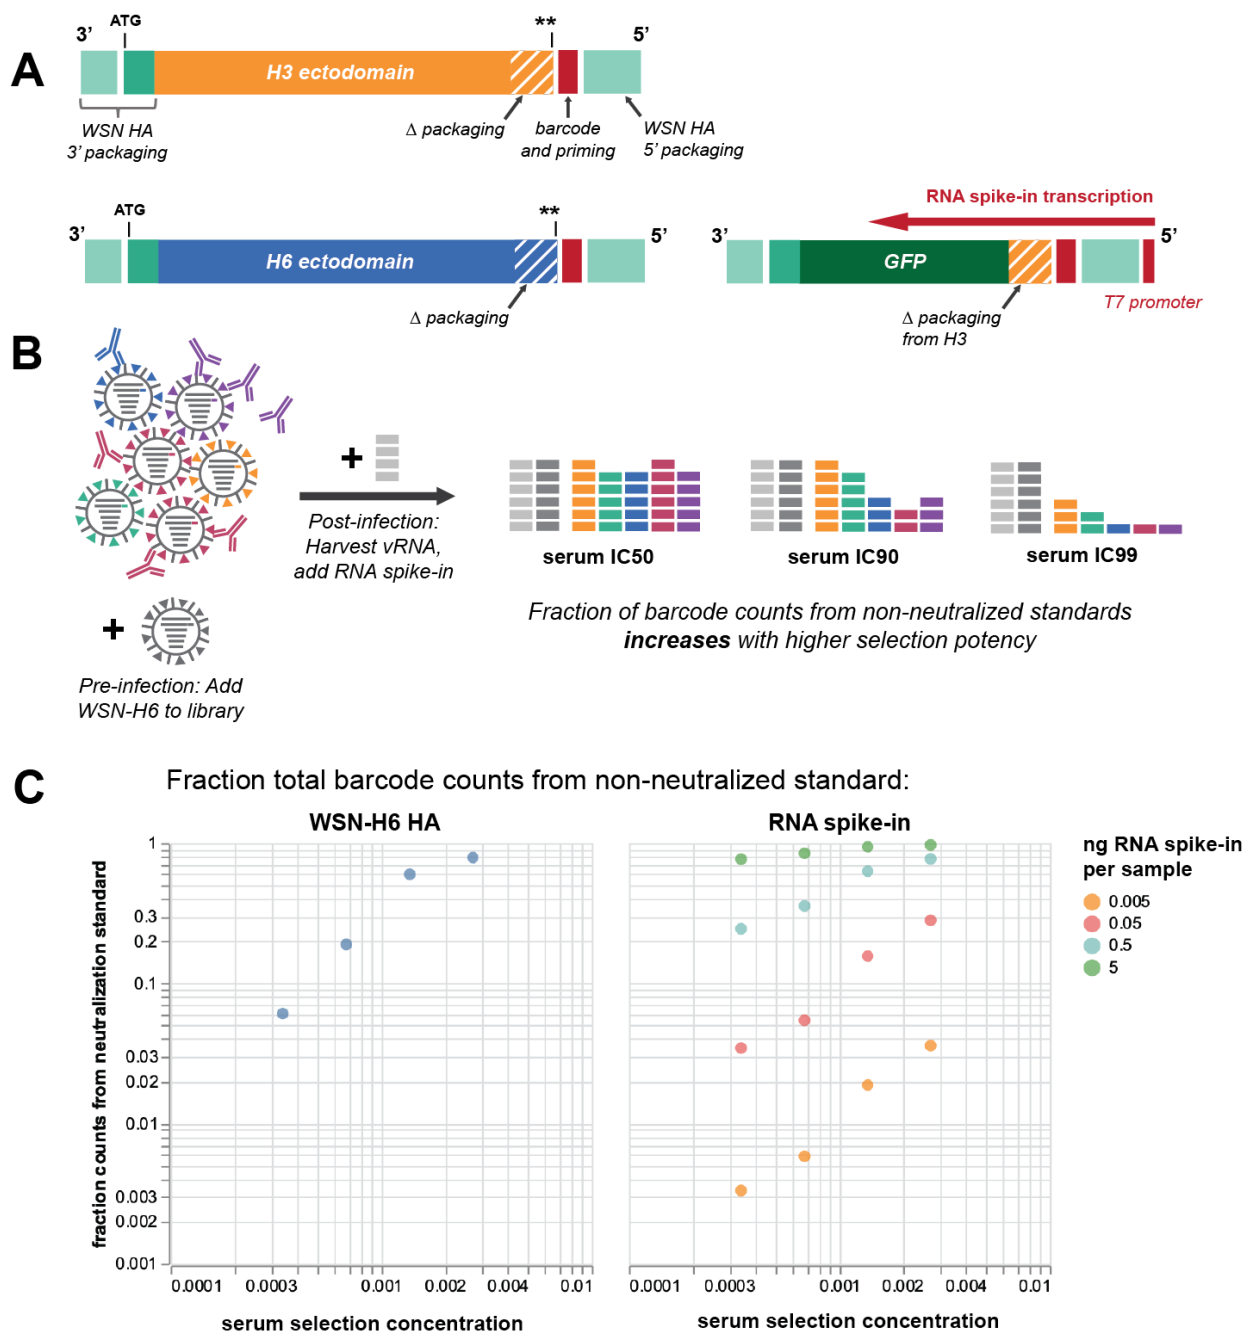 A
3’
ATG
**
5’
H3 ectodomain
WSN HA
3’ packaging
Δ packaging
barcode
and priming
WSN HA
5’ packaging
3’
ATG
**
5’
H6 ectodomain
Δ packaging
RNA spike-in transcription
3’
5’
GFP
T7 promoter
Δ packaging
from H3
B
+
Post-infection:
Harvest vRNA,
add RNA spike-in
serum IC50
serum IC90
serum IC99
Fraction of barcode counts from non-neutralized standards
increases with higher selection potency
+
Pre-infection: Add
WSN-H6 to library
C
Fraction total barcode counts from non-neutralized standard:
WSN-H6 HA
RNA spike-in
fraction counts from neutralization standard
1
0.3
0.2
0.1
0.03
0.02
0.01
0.003
0.002
0.001
0.0001
0.0003
0.001
0.002
0.004
0.01
serum selection concentration
0.0001
0.0003
0.001
0.002
0.004
0.01
serum selection concentration
ng RNA spike-in
per sample
0.005
0.05
0.5
5